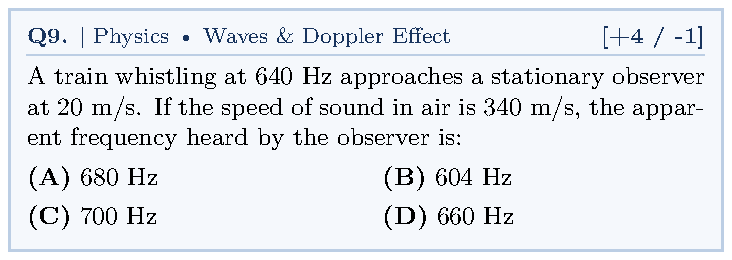 Q9. | Physics • Waves & Doppler Effect [+4 / -1]
A train whistling at 640 Hz approaches a stationary observer
at 20 m/s. If the speed of sound in air is 340 m/s, the appar-
ent frequency heard by the observer is:
(A) 680 Hz (B) 604 Hz
(C) 700 Hz (D) 660 Hz